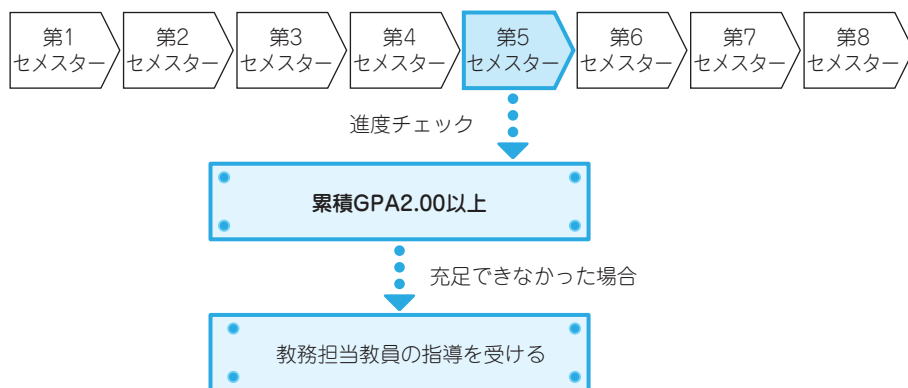 第1
セメスター
第2
セメスター
第3
セメスター
第4
セメスター
第5
セメスター
第6
セメスター
第7
セメスター
第8
セメスター
進度チェック
累積GPA2.00以上
充足できなかった場合
教務担当教員の指導を受ける